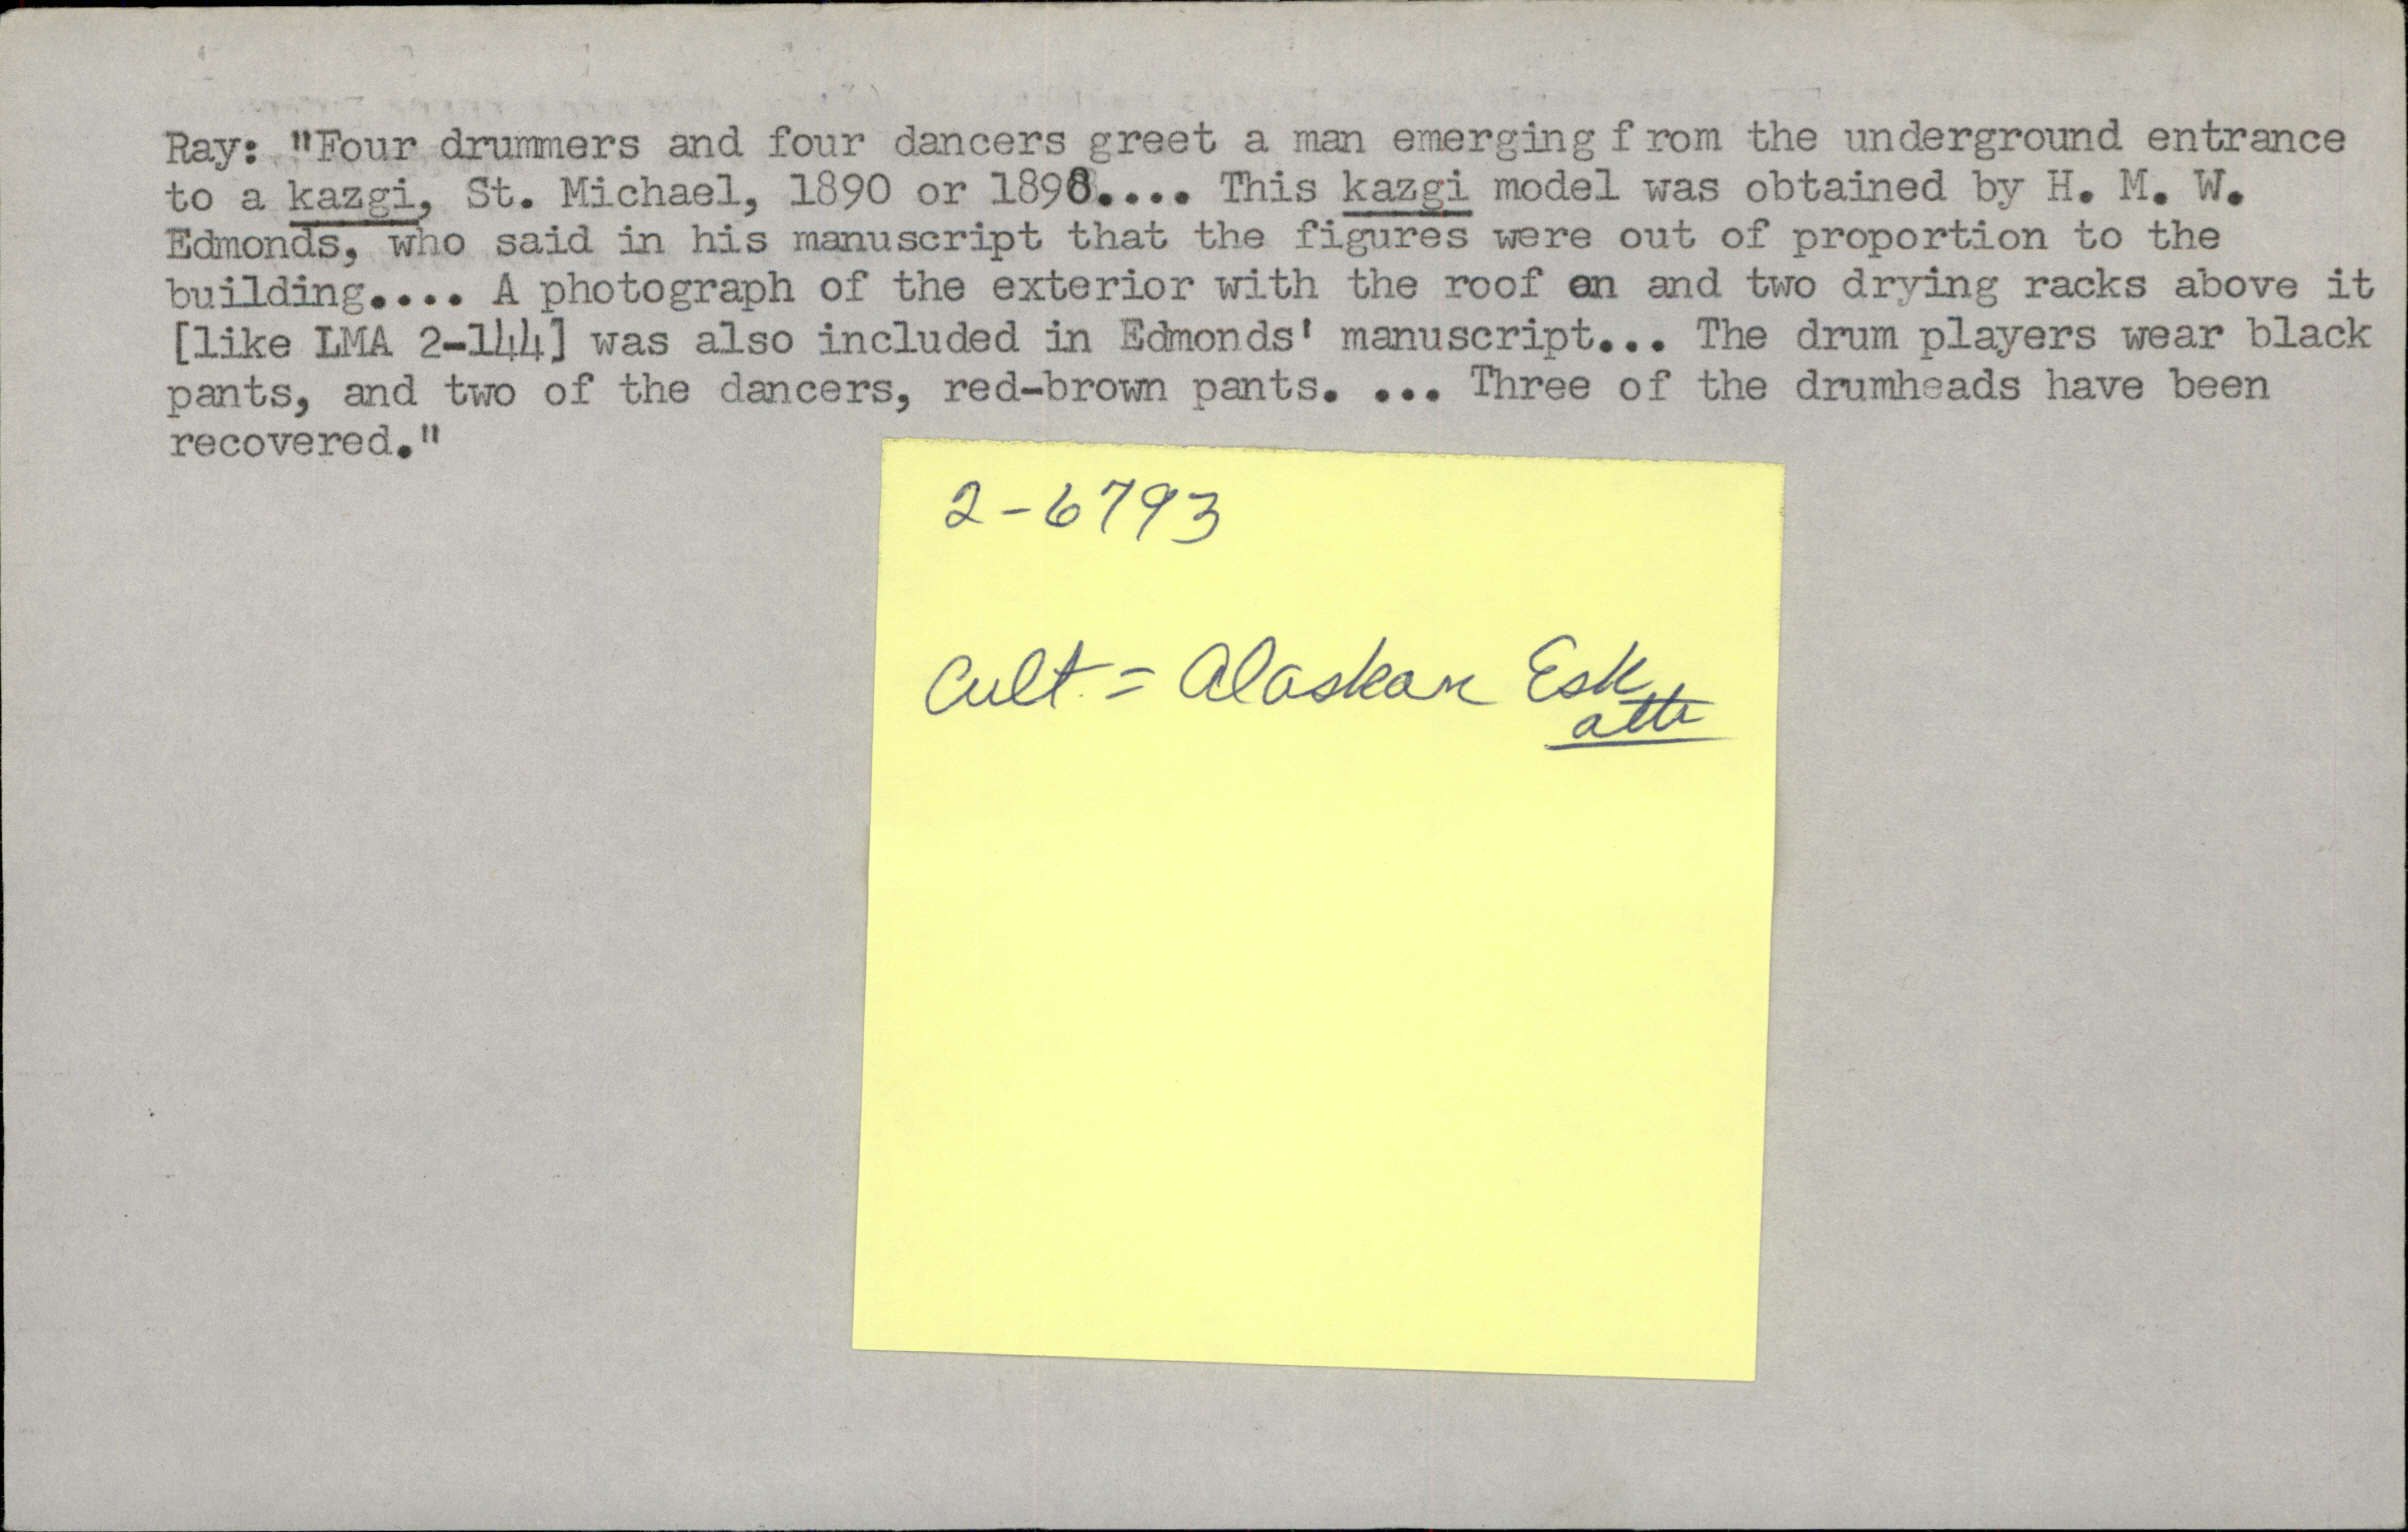 Ray: "Four drummers and four dancers greet a man emerging f rom the underground entrance
to a kazgi, St. Michael, 1890 or 1898.... This kazgi model was obtained by H. M. W.
Edmonds, who said in his manuscript that the figures were out of proportion to the
building.... A photograph of the exterior with the roof on and two drying racks above it
[like LMA 2-144] was also included in Edmonds' manuscript... The drum players wear black
pants, and two of the dancers, red-brown pants. ... Three of the drumheads have been
recovered."
2-6793
Cult = Alaskan Esk
attr